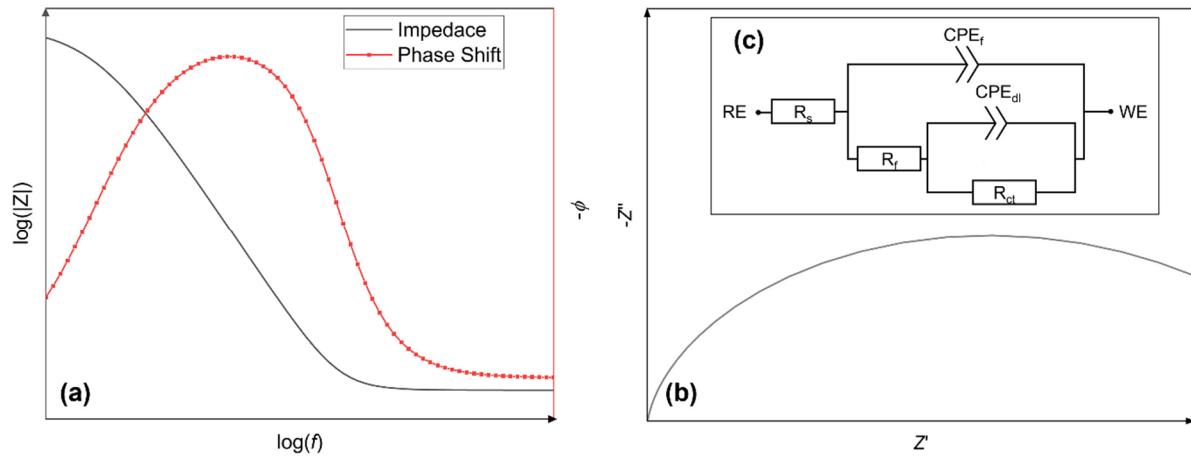 Impedace
Phase Shift
log(|Z|)
-ϕ
(a)
log(f)
-Z"
(c)
CPEf
CPEdl
RE
Rs
WE
Rf
Rct
(b)
Z'